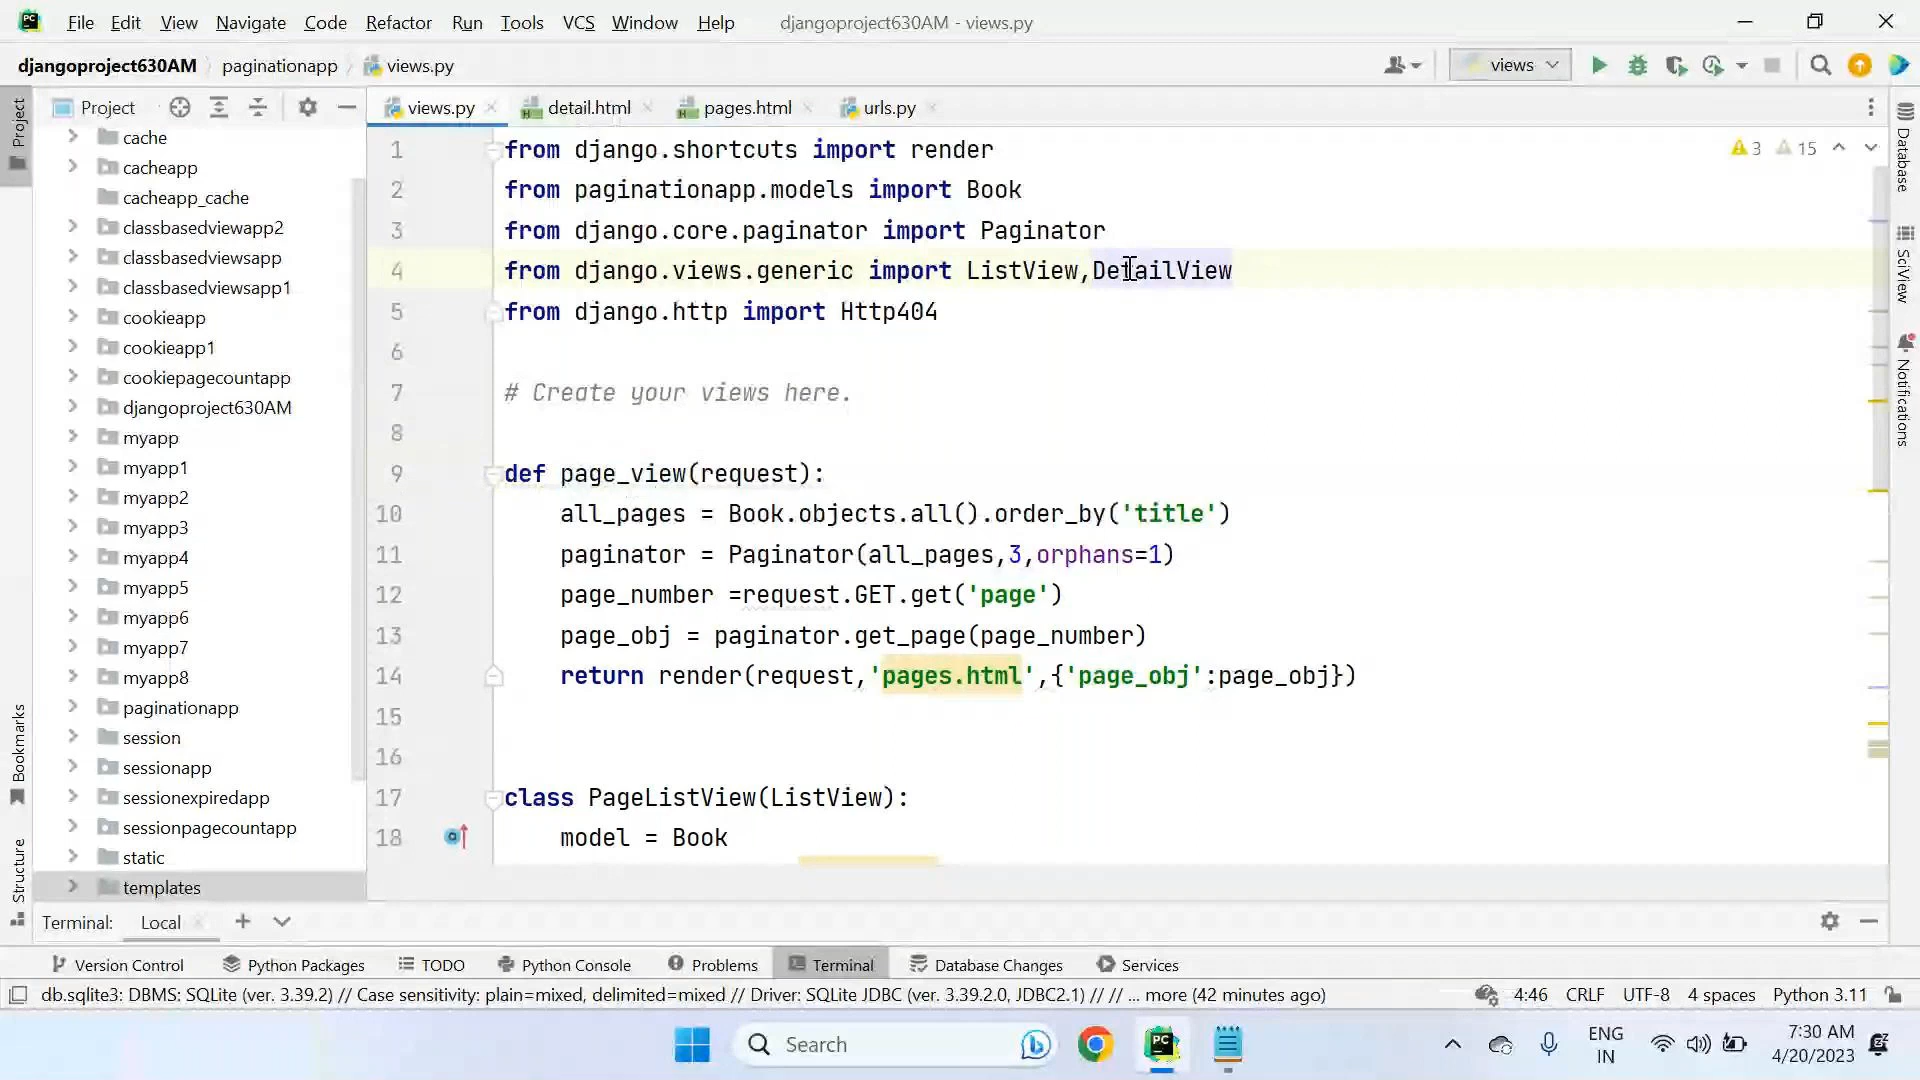 File Edit View Navigate Code Refactor Run Tools VCS Window Help djangoproject630AM - views.py
djangoproject630AM paginationapp views.py views
Project views.py detail.html pages.html urls.py
cache
cacheapp
cacheapp_cache
classbasedviewapp2
classbasedviewsapp
classbasedviewsapp1
cookieapp
cookieapp1
cookiepagecountapp
djangoproject630AM
myapp
myapp1
myapp2
myapp3
myapp4
myapp5
myapp6
myapp7
myapp8
paginationapp
session
sessionapp
sessionexpiredapp
sessionpagecountapp
static
templates
1 from django.shortcuts import render
2 from paginationapp.models import Book
3 from django.core.paginator import Paginator
4 from django.views.generic import ListView,DetailView
5 from django.http import Http404
6
7 # Create your views here.
8
9 def page_view(request):
10 all_pages = Book.objects.all().order_by('title')
11 paginator = Paginator(all_pages,3,orphans=1)
12 page_number =request.GET.get('page')
13 page_obj = paginator.get_page(page_number)
14 return render(request,'pages.html',{'page_obj':page_obj})
15
16
17 class PageListView(ListView):
18 model = Book
3 15
Project
Bookmarks
Structure
Database
SciView
Notifications
Terminal: Local
Version Control Python Packages TODO Python Console Problems Terminal Database Changes Services
db.sqlite3: DBMS: SQLite (ver. 3.39.2) // Case sensitivity: plain=mixed, delimited=mixed // Driver: SQLite JDBC (ver. 3.39.2.0, JDBC2.1) // // ... more (42 minutes ago) 4:46 CRLF UTF-8 4 spaces Python 3.11
Search
PC
ENG
IN
7:30 AM
4/20/2023